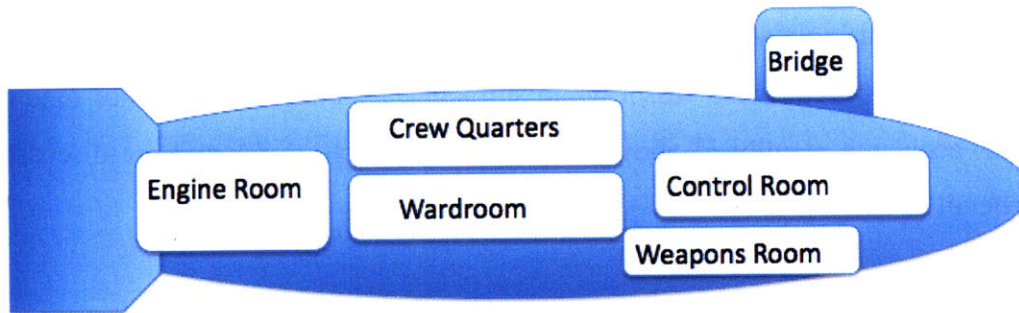 Bridge
Crew Quarters
Engine Room
Wardroom
Control Room
Weapons Room